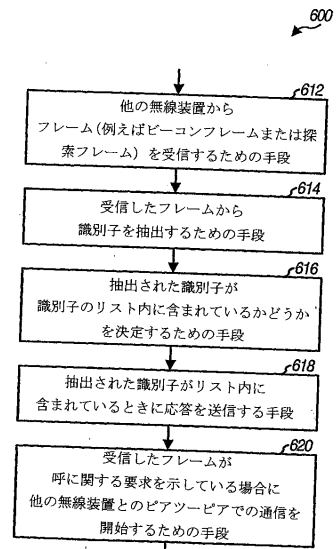 600
612
他の無線装置から
フレーム(例えばビーコンフレームまたは探
索フレーム)を受信するための手段
614
受信したフレームから
識別子を抽出するための手段
616
抽出された識別子が
識別子のリスト内に含まれているかどうか
を決定するための手段
618
抽出された識別子がリスト内に
含まれているときに応答を送信する手段
620
受信したフレームが
呼に関する要求を示している場合に
他の無線装置とのピアツーピアでの通信を
開始するための手段